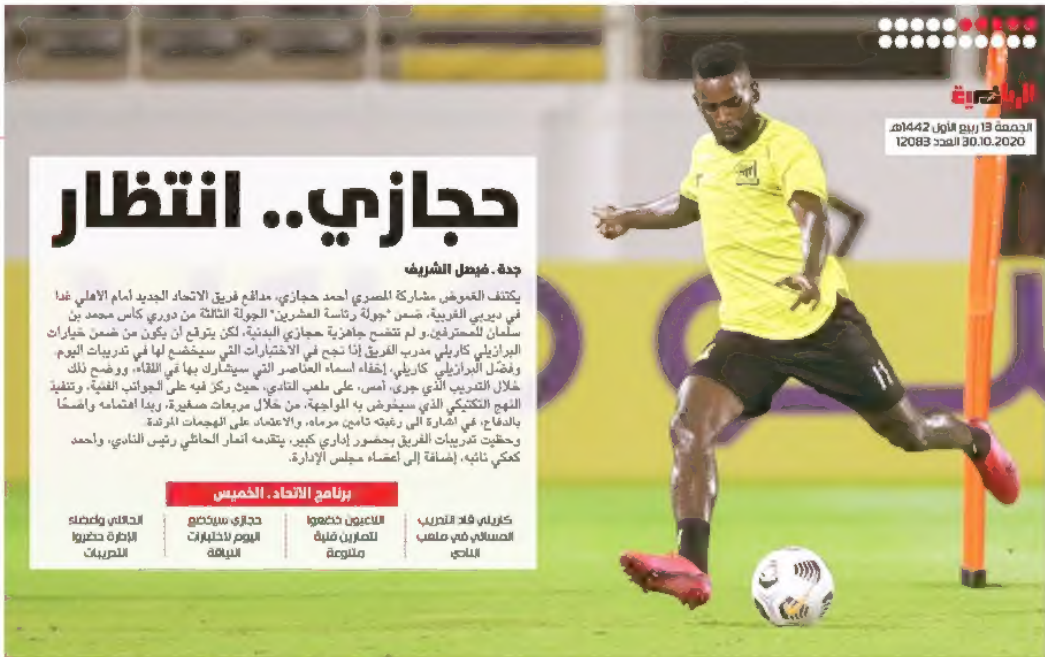 الرياضية
الجمعة 13 ربيع الأول 1442هـ
30.10.2020 العدد 12083
حجازي.. انتظار
جدة. فيصل الشريف
يكتنف الغموض مشاركة المصري أحمد حجازي، مدافع فريق الاتحاد الجديد أمام الأهلي غدا
في ديربي الغربية، ضمن "جولة رئاسة العشرين" الجولة الثالثة من دوري كأس محمد بن
سلمان للمحترفين.و لم تتضح جاهزية حجازي البدنية، لكن يتوقع أن يكون من ضمن خيارات
البرازيلي كاريلي مدرب الفريق إذا نجح في الاختبارات التي سيخضع لها في تدريبات اليوم.
وفضّل البرازيلي كاريلي، إخفاء أسماء العناصر التي سيشارك بها في اللقاء، ووضح ذلك
خلال التدريب الذي جرى، أمس، على ملعب النادي، حيث ركز فيه على الجوانب الفنية، وتنفيذ
النهج التكتيكي الذي سيخوض به المواجهة، من خلال مربعات صغيرة، وبدا اهتمامه واضحًا
بالدفاع، في اشارة الى رغبته تامين مرماه، والاعتماد على الهجمات المرتدة.
وحظيت تدريبات الفريق بحضور إداري كبير، يتقدمه أنمار الحائلي رئيس النادي، وأحمد
كعكي نائبه، إضافة إلى أعضاء مجلس الإدارة.
برنامج الاتحاد. الخميس
كاريلي قاد التدريب
المسائي في ملعب
النادي
اللاعبون خضعوا
لتمارين فنية
متنوعة
حجازي سيخضع
اليوم لاختبارات
اللياقة
الحائلي وأعضاء
الإدارة حضروا
التدريبات
11